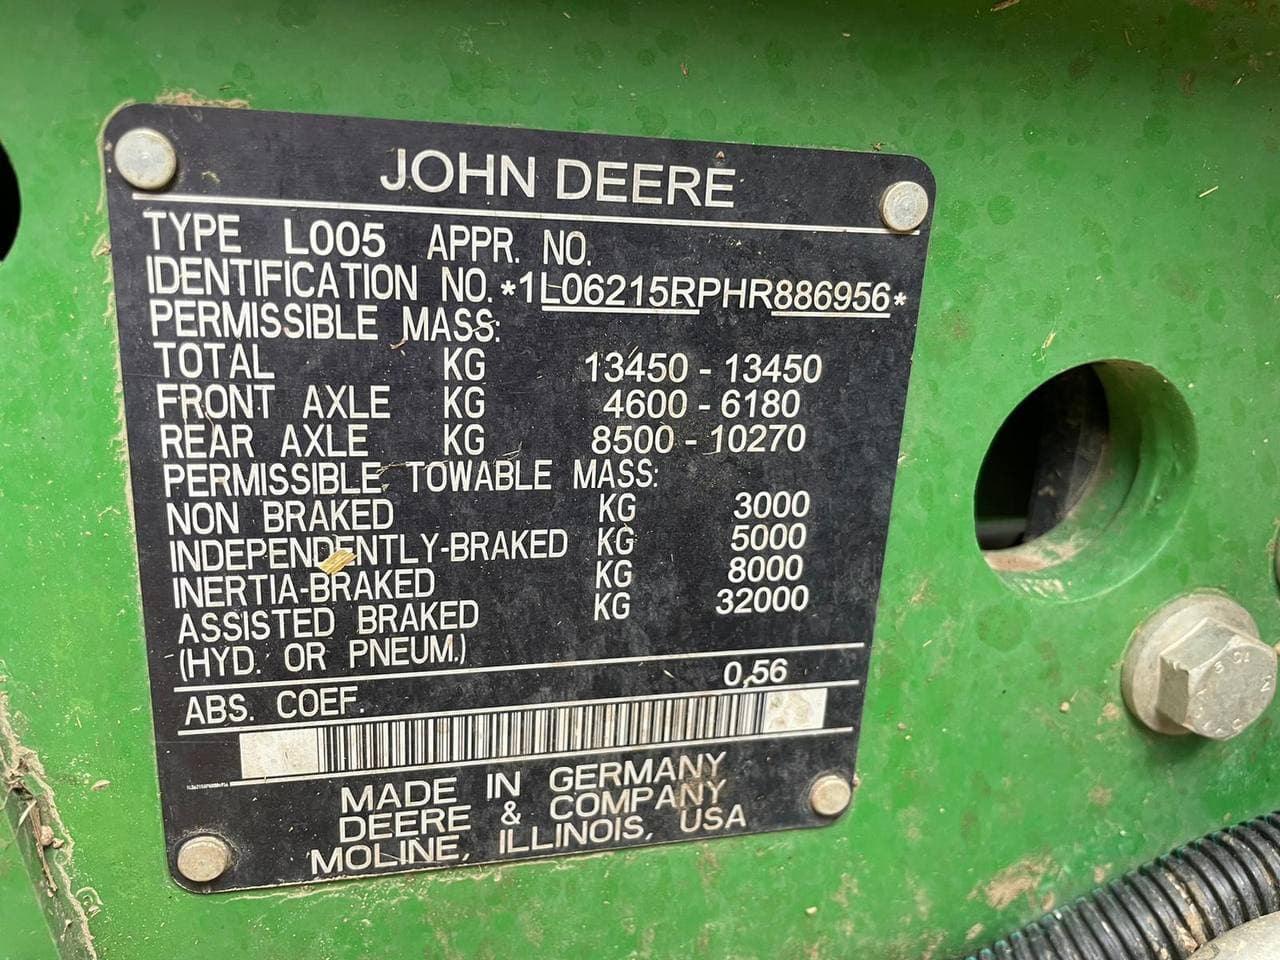 JOHN DEERE
TYPE L005 APPR. NO.
IDENTIFICATION NO. *1L06215RPHR886956*
PERMISSIBLE MASS:
TOTAL KG 13450 - 13450
FRONT AXLE KG 4600 - 6180
REAR AXLE KG 8500 - 10270
PERMISSIBLE TOWABLE MASS:
NON BRAKED KG 3000
INDEPENDENTLY-BRAKED KG 5000
INERTIA-BRAKED KG 8000
ASSISTED BRAKED KG 32000
(HYD. OR PNEUM.)
ABS. COEF. 0,56
MADE IN GERMANY
DEERE & COMPANY
MOLINE, ILLINOIS, USA